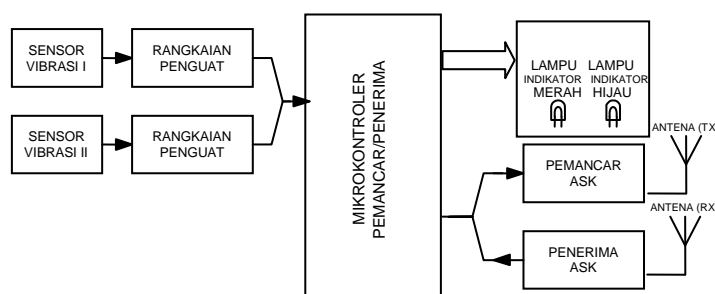 SENSOR
VIBRASI I
RANGKAIAN
PENGUAT
SENSOR
VIBRASI II
RANGKAIAN
PENGUAT
MIKROKONTROLER
PEMANCAR/PENERIMA
LAMPU
INDIKATOR
MERAH
LAMPU
INDIKATOR
HIJAU
ANTENA (TX
PEMANCAR
ASK
ANTENA (RX
PENERIMA
ASK